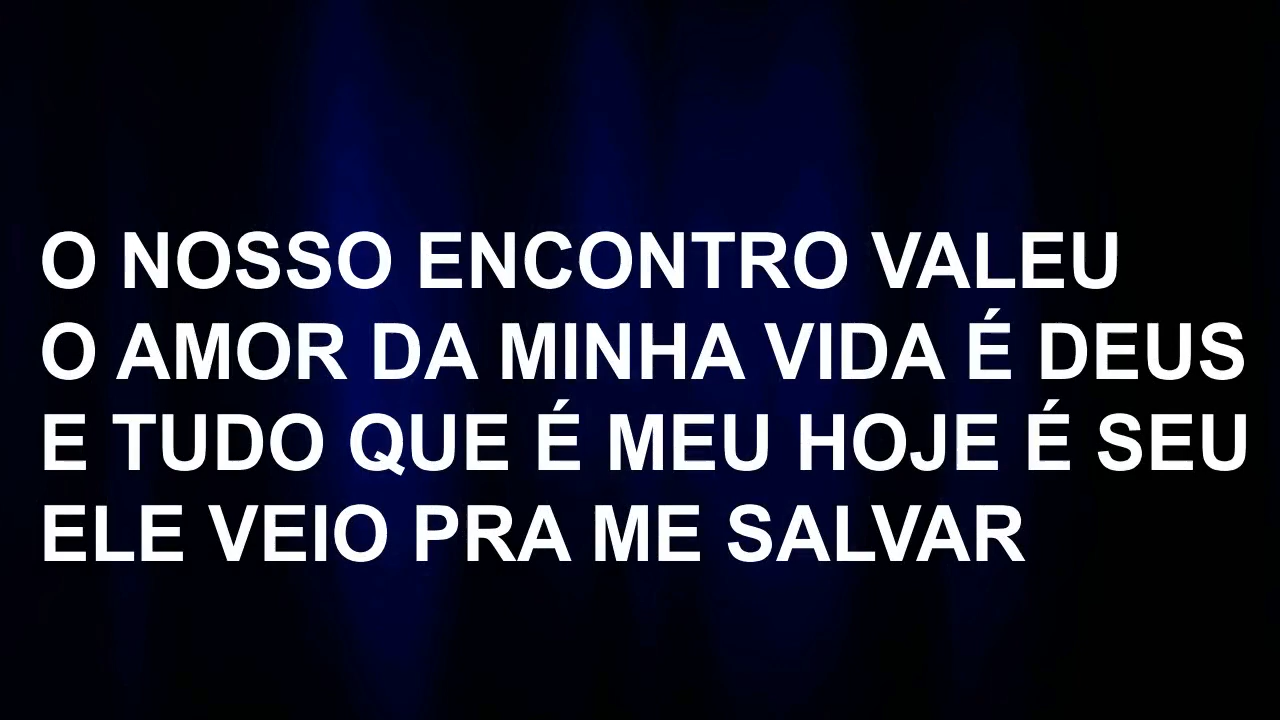 O NOSSO ENCONTRO VALEU
O AMOR DA MINHA VIDA É DEUS
E TUDO QUE É MEU HOJE É SEU
ELE VEIO PRA ME SALVAR